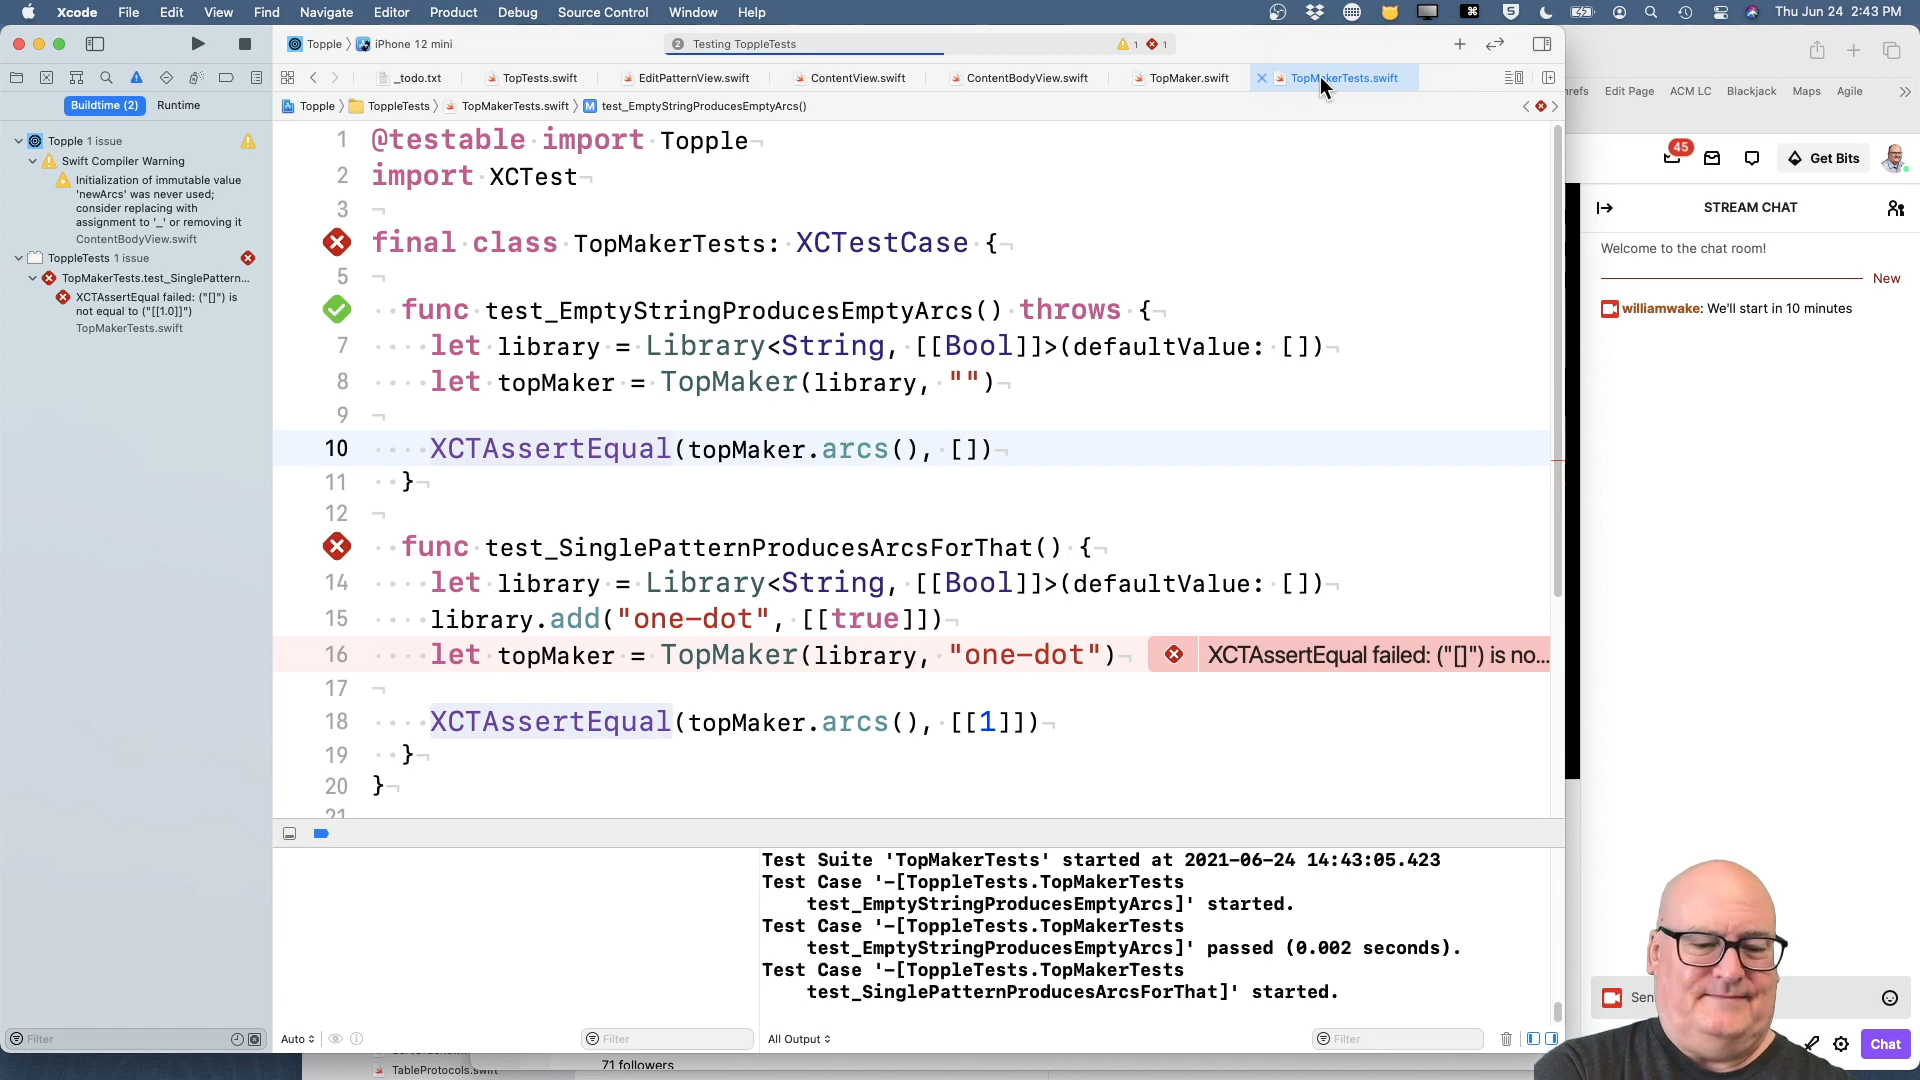 Xcode File Edit View Find Navigate Editor Product Debug Source Control Window Help Thu Jun 24 2:43 PM
Topple iPhone 12 mini
2 Testing ToppleTests 1 1
_todo.txt TopTests.swift EditPatternView.swift ContentView.swift ContentBodyView.swift TopMaker.swift TopMakerTests.swift
Buildtime (2) Runtime
Topple ToppleTests TopMakerTests.swift M test_EmptyStringProducesEmptyArcs()
Topple 1 issue
Swift Compiler Warning
Initialization of immutable value
'newArcs' was never used;
consider replacing with
assignment to '_' or removing it
ContentBodyView.swift
ToppleTests 1 issue
TopMakerTests.test_SinglePattern...
XCTAssertEqual failed: ("[]") is
not equal to ("[[1.0]]")
TopMakerTests.swift
Filter
1 @testable import Topple¬
2 import XCTest¬
3 ¬
final class TopMakerTests: XCTestCase {¬
5 ¬
func test_EmptyStringProducesEmptyArcs() throws {¬
7 let library = Library<String, [[Bool]]>(defaultValue: [])¬
8 let topMaker = TopMaker(library, "")¬
9 ¬
10 XCTAssertEqual(topMaker.arcs(), [])¬
11 }¬
12 ¬
func test_SinglePatternProducesArcsForThat() {¬
14 let library = Library<String, [[Bool]]>(defaultValue: [])¬
15 library.add("one-dot", [[true]])¬
16 let topMaker = TopMaker(library, "one-dot")¬ XCTAssertEqual failed: ("[]") is no...
17 ¬
18 XCTAssertEqual(topMaker.arcs(), [[1]])¬
19 }¬
20 }¬
21
Test Suite 'TopMakerTests' started at 2021-06-24 14:43:05.423
Test Case '-[ToppleTests.TopMakerTests
test_EmptyStringProducesEmptyArcs]' started.
Test Case '-[ToppleTests.TopMakerTests
test_EmptyStringProducesEmptyArcs]' passed (0.002 seconds).
Test Case '-[ToppleTests.TopMakerTests
test_SinglePatternProducesArcsForThat]' started.
Auto Filter All Output Filter
TableProtocols.swift
71 followers
Edit Page ACM LC Blackjack Maps Agile
45 Get Bits
STREAM CHAT
Welcome to the chat room!
New
williamwake: We'll start in 10 minutes
Chat